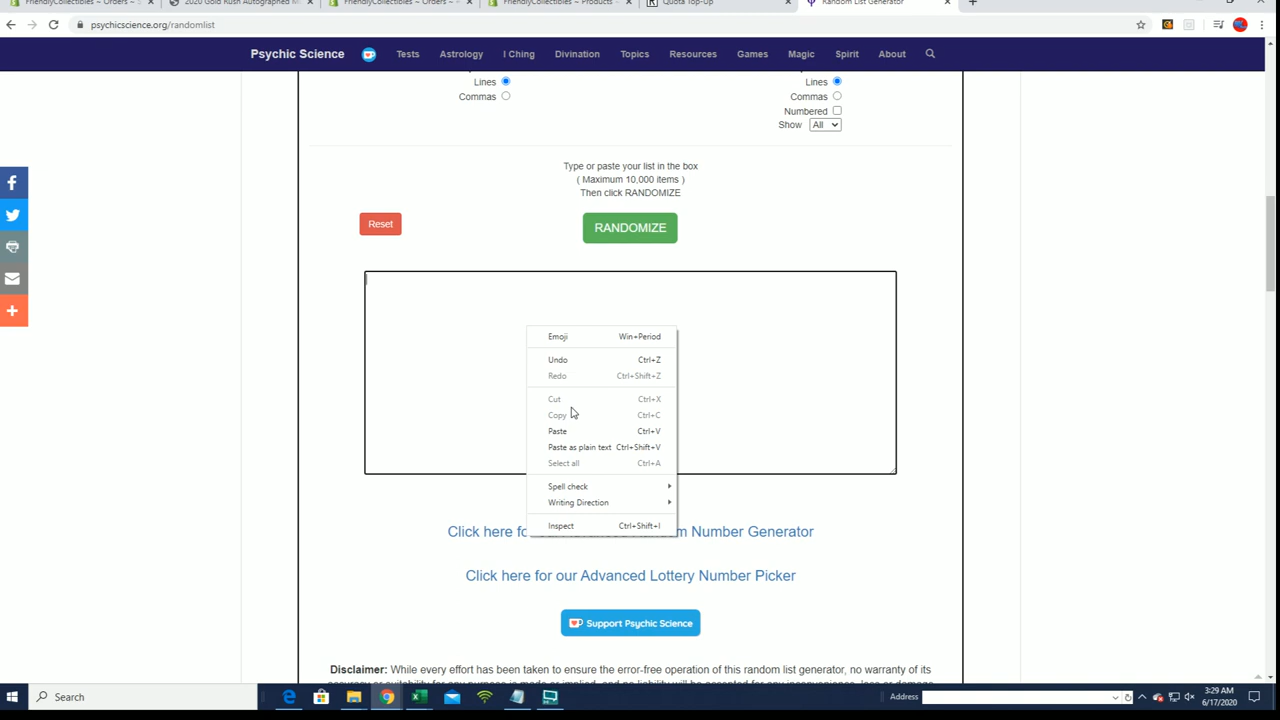 FriendlyCollectibles ~ Orders ~
2020 Gold Rush Autographed M
FriendlyCollectibles ~ Orders ~
FriendlyCollectibles ~ Products ~
Quota Top-Up
Random List Generator
psychicscience.org/randomlist
Psychic Science Tests Astrology I Ching Divination Topics Resources Games Magic Spirit About
Lines
Commas
Lines
Commas
Numbered
Show All
Type or paste your list in the box
( Maximum 10,000 items )
Then click RANDOMIZE
Reset
RANDOMIZE
Emoji Win+Period
Undo Ctrl+Z
Redo Ctrl+Shift+Z
Cut Ctrl+X
Copy Ctrl+C
Paste Ctrl+V
Paste as plain text Ctrl+Shift+V
Select all Ctrl+A
Spell check
Writing Direction
Inspect Ctrl+Shift+I
Click here fo m Number Generator
Click here for our Advanced Lottery Number Picker
Support Psychic Science
Disclaimer: While every effort has been taken to ensure the error-free operation of this random list generator, no warranty of its
Search
Address
3:29 AM
6/17/2020